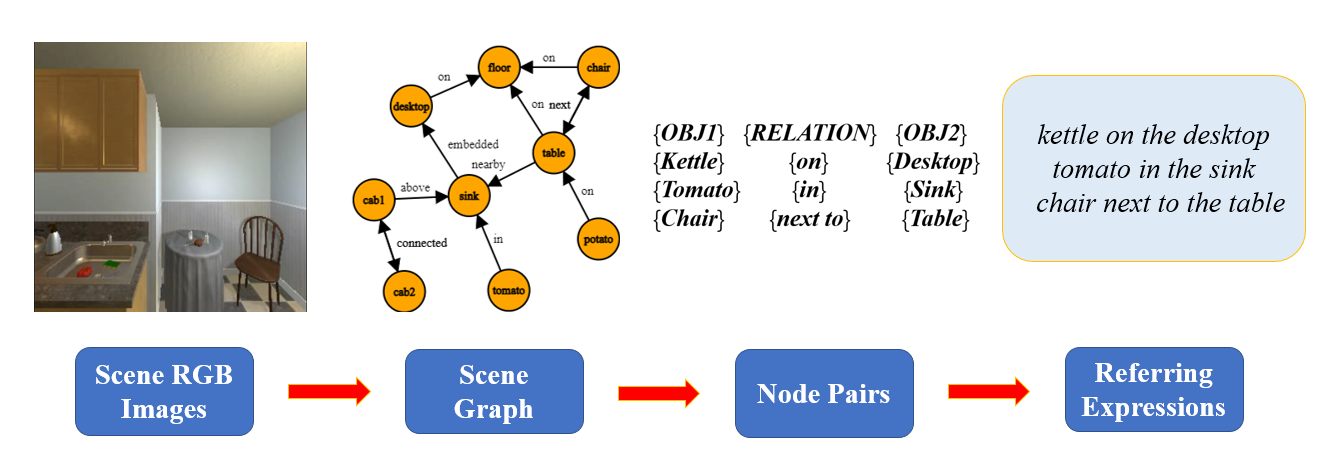 floor
on
chair
on
desktop
on
next
embedded
table
nearby
cab1
above
sink
on
connected
in
potato
cab2
tomato
{OBJ1} {RELATION} {OBJ2}
{Kettle} {on} {Desktop}
{Tomato} {in} {Sink}
{Chair} {next to} {Table}
kettle on the desktop
tomato in the sink
chair next to the table
Scene RGB
Images
Scene
Graph
Node Pairs
Referring
Expressions